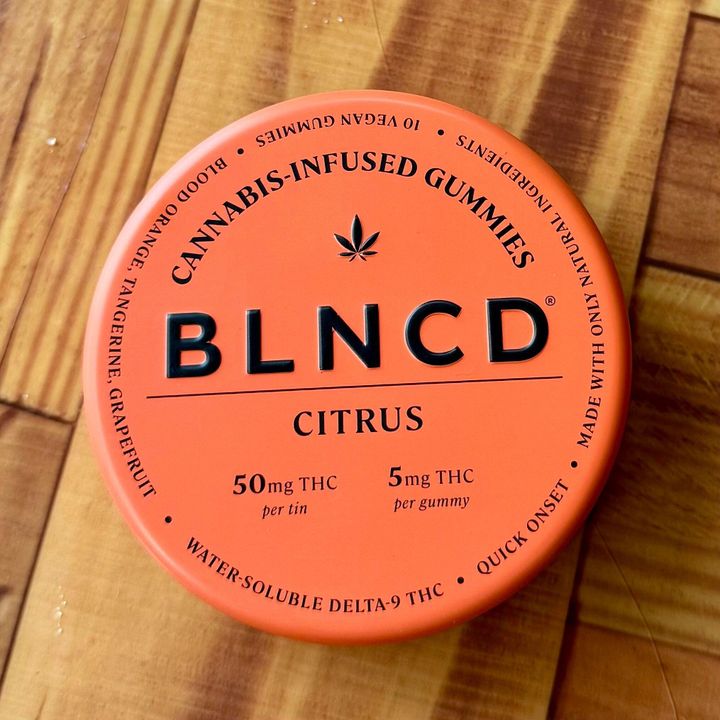 CANNABIS-INFUSED GUMMIES
BLNCD®
CITRUS
50mg THC
per tin
5mg THC
per gummy
10 VEGAN GUMMIES • BLOOD ORANGE, TANGERINE, GRAPEFRUIT • WATER-SOLUBLE DELTA-9 THC • QUICK ONSET • MADE WITH ONLY NATURAL INGREDIENTS •